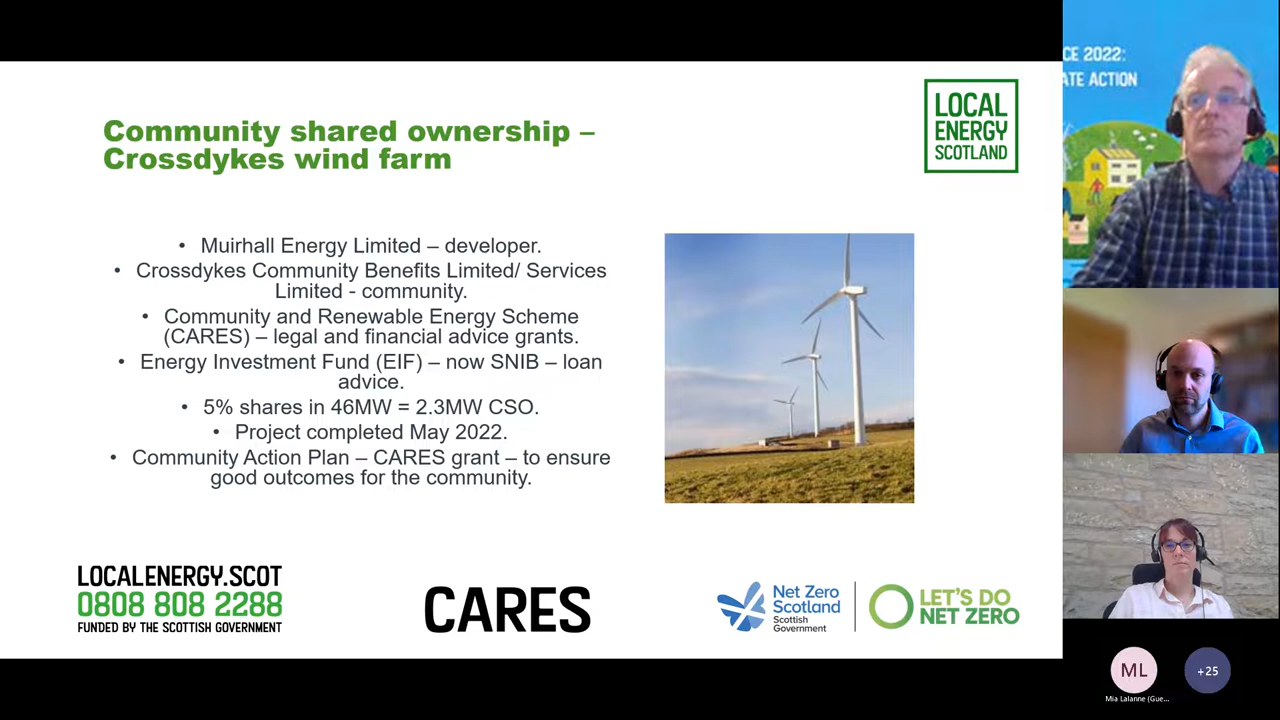 Community shared ownership –
Crossdykes wind farm
LOCAL
ENERGY
SCOTLAND
• Muirhall Energy Limited – developer.
• Crossdykes Community Benefits Limited/ Services
Limited - community.
• Community and Renewable Energy Scheme
(CARES) – legal and financial advice grants.
• Energy Investment Fund (EIF) – now SNIB – loan
advice.
• 5% shares in 46MW = 2.3MW CSO.
• Project completed May 2022.
• Community Action Plan – CARES grant – to ensure
good outcomes for the community.
LOCALENERGY.SCOT
0808 808 2288
FUNDED BY THE SCOTTISH GOVERNMENT
CARES
Net Zero
Scotland
Scottish
Government
LET'S DO
NET ZERO
CE 2022:
ATE ACTION
ML
+25
Mia Lalanne (Gue...